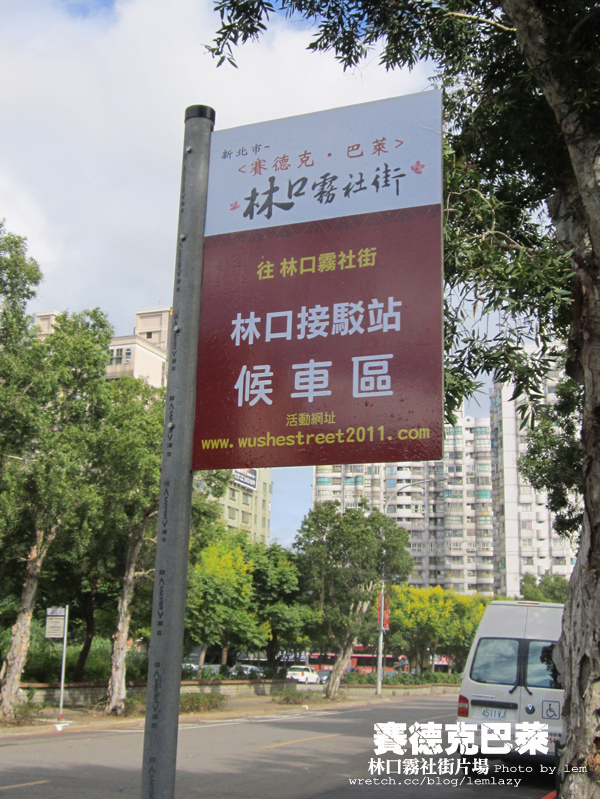 新北市~
<賽德克·巴萊>
林口霧社街
往 林口霧社街
林口接駁站
候車區
活動網址
www.wushestreet2011.com
4511VJ
賽德克巴萊
林口霧社街片場 Photo by lem
wretch.cc/blog/lemlazy